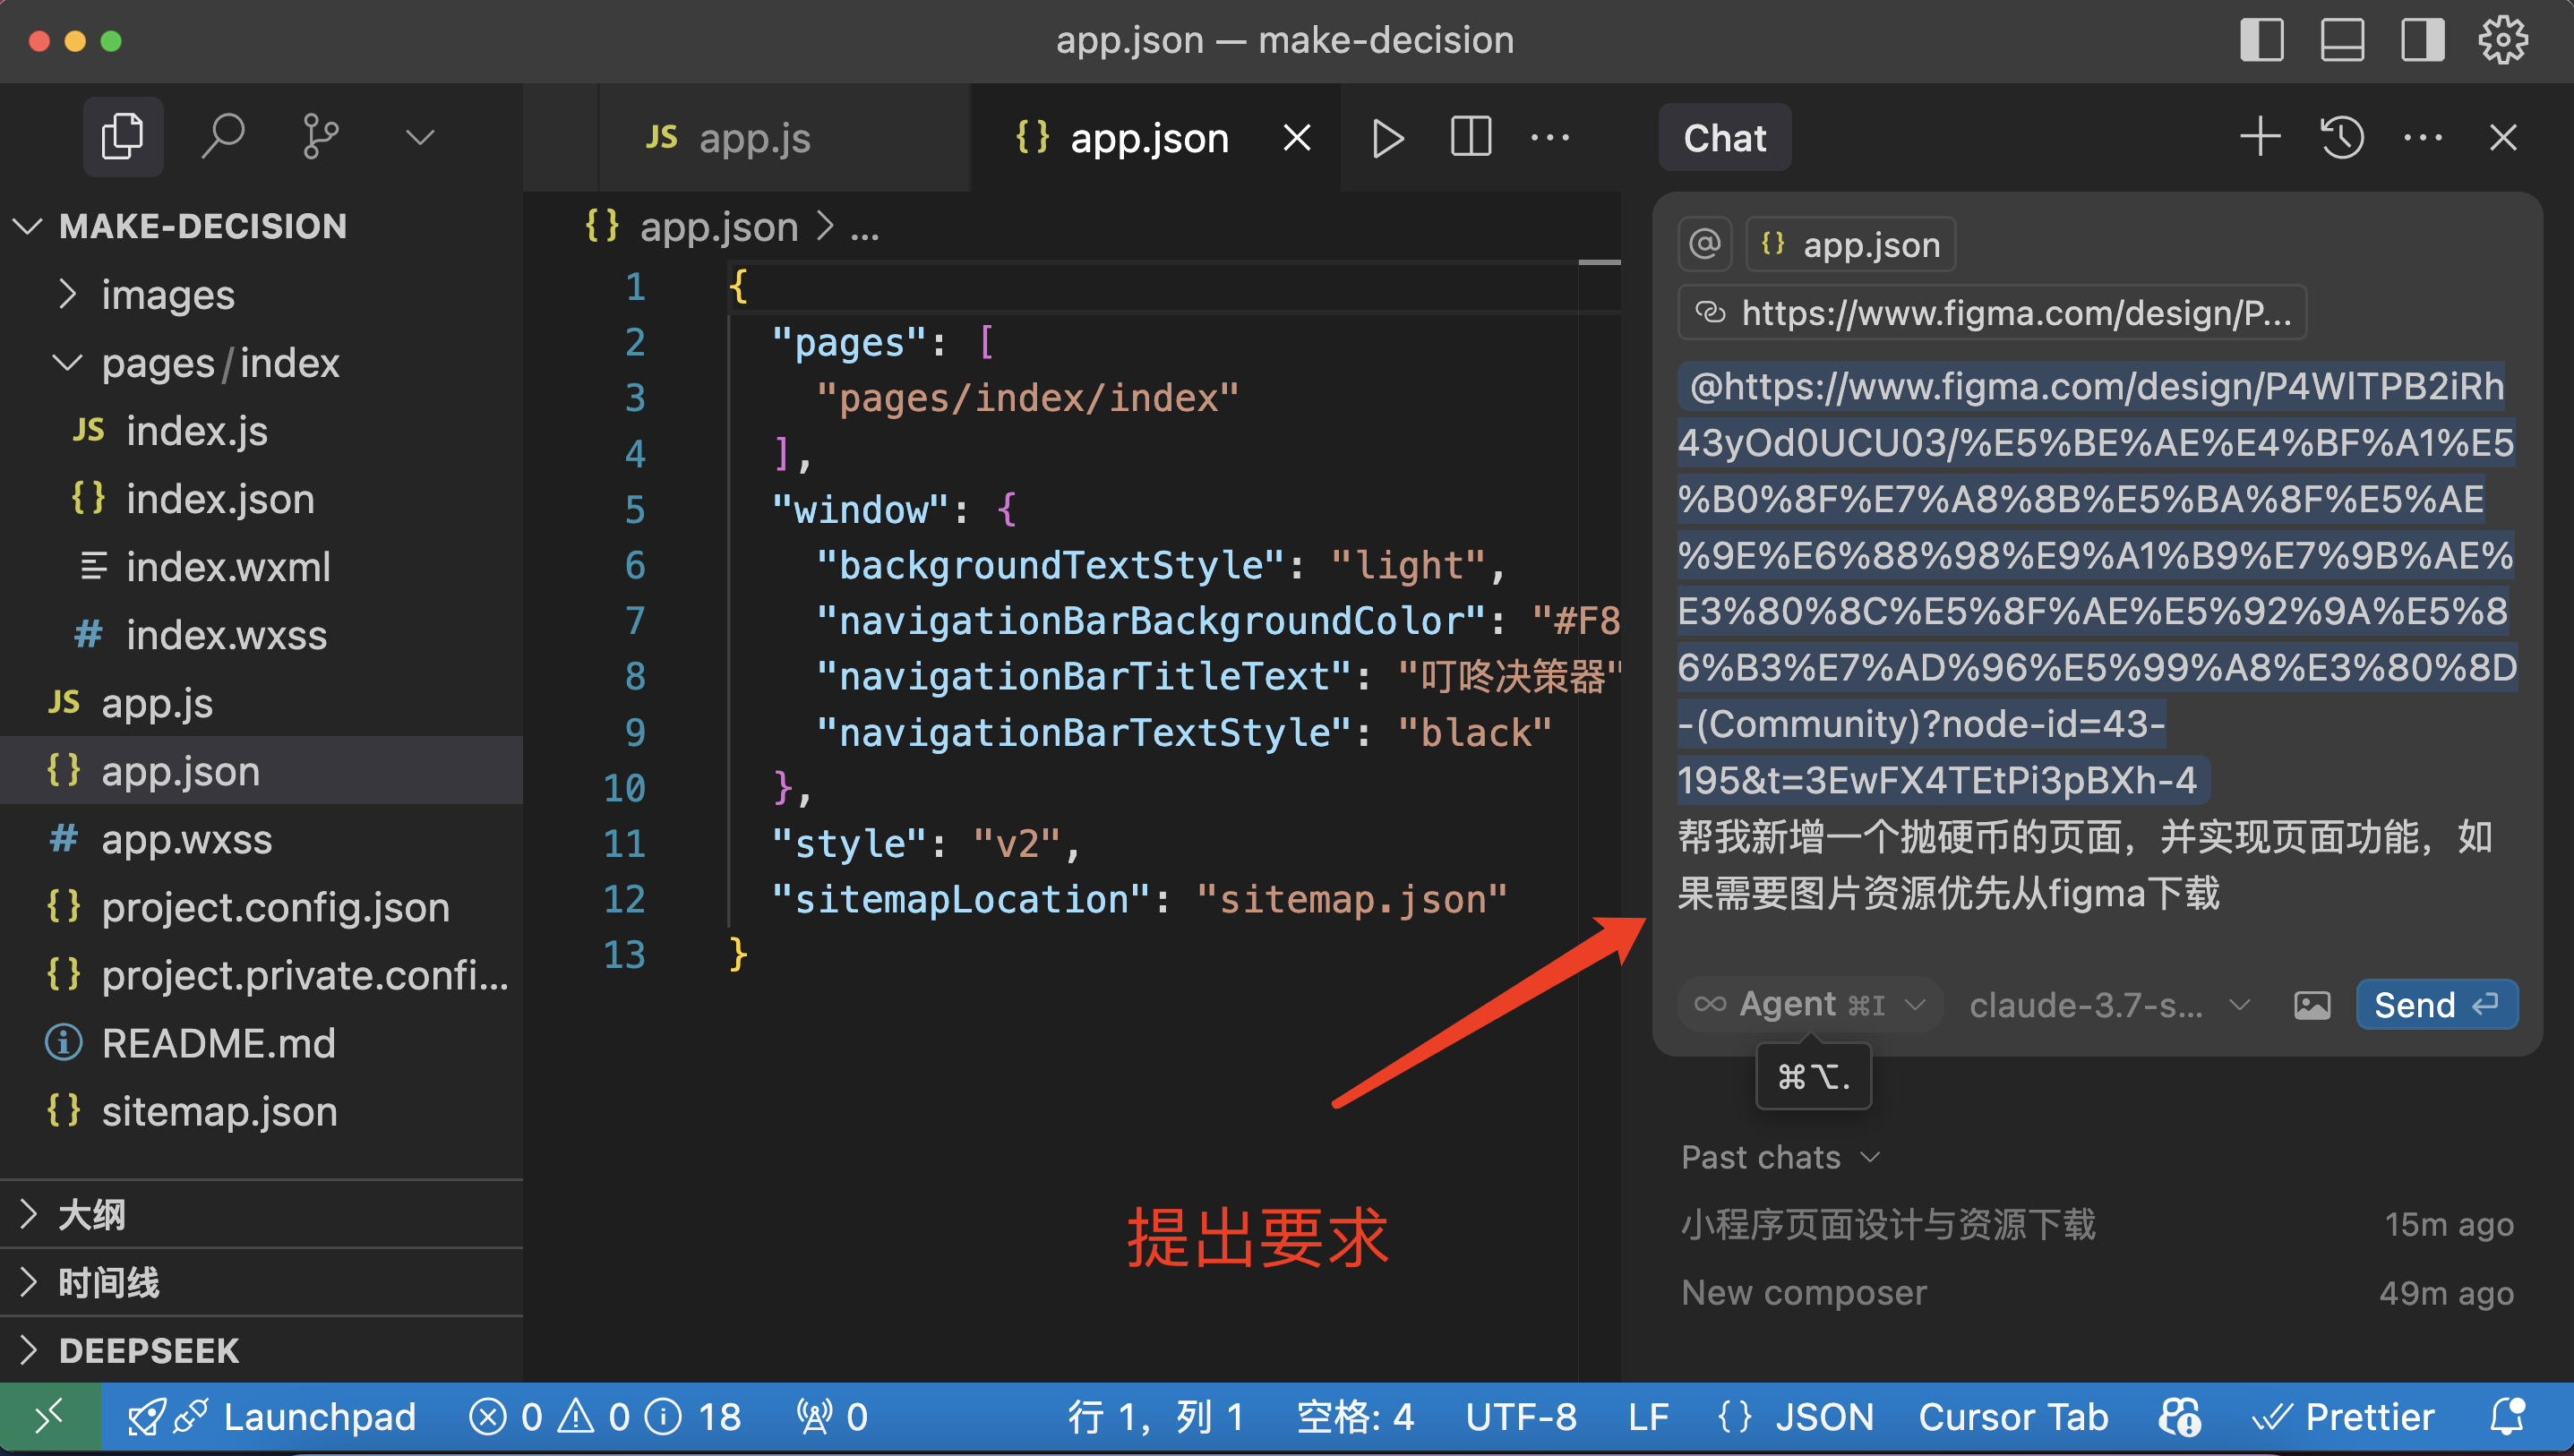 app.json — make-decision
MAKE-DECISION
images
pages/index
JS index.js
{} index.json
index.wxml
# index.wxss
JS app.js
{} app.json
# app.wxss
{} project.config.json
{} project.private.confi...
README.md
{} sitemap.json
大纲
时间线
DEEPSEEK
JS app.js
{} app.json
{} app.json > ...
1 {
2 "pages": [
3 "pages/index/index"
4 ],
5 "window": {
6 "backgroundTextStyle": "light",
7 "navigationBarBackgroundColor": "#F8
8 "navigationBarTitleText": "叮咚决策器"
9 "navigationBarTextStyle": "black"
10 },
11 "style": "v2",
12 "sitemapLocation": "sitemap.json"
13 }
提出要求
Chat
@ {} app.json
https://www.figma.com/design/P...
@https://www.figma.com/design/P4WlTPB2iRh
43yOd0UCU03/%E5%BE%AE%E4%BF%A1%E5
%B0%8F%E7%A8%8B%E5%BA%8F%E5%AE
%9E%E6%88%98%E9%A1%B9%E7%9B%AE%
E3%80%8C%E5%8F%AE%E5%92%9A%E5%8
6%B3%E7%AD%96%E5%99%A8%E3%80%8D
-(Community)?node-id=43-
195&t=3EwFX4TEtPi3pBXh-4
帮我新增一个抛硬币的页面，并实现页面功能，如
果需要图片资源优先从figma下载
Agent ⌘I claude-3.7-s... Send
⌘⌥.
Past chats
小程序页面设计与资源下载 15m ago
New composer 49m ago
Launchpad 0 0 18 0 行 1，列 1 空格: 4 UTF-8 LF {} JSON Cursor Tab Prettier